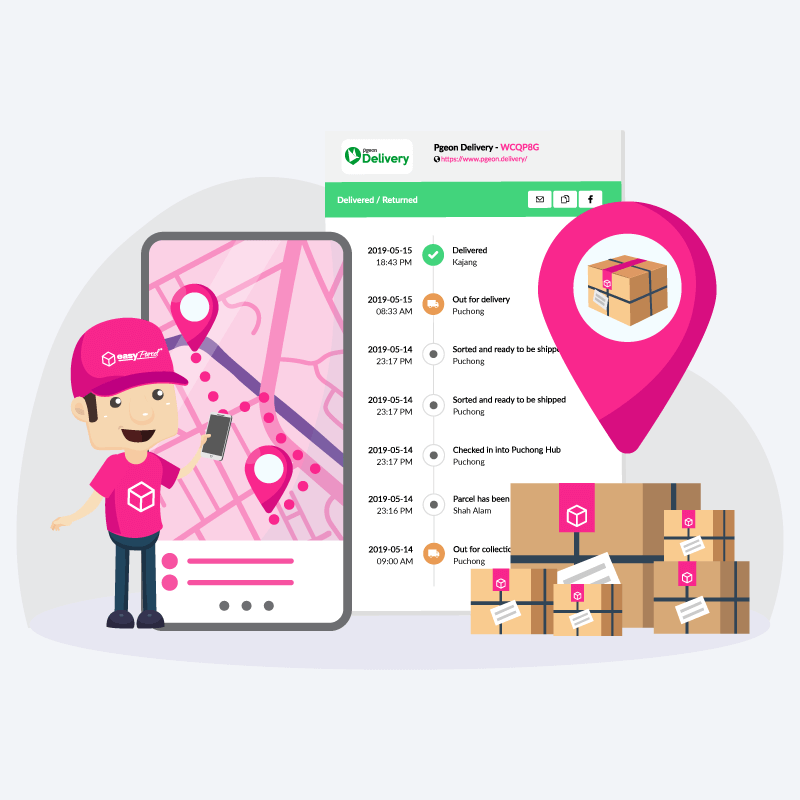 pgeon
Delivery
Pgeon Delivery - WCQP8G
https://www.pgeon.delivery/
Delivered / Returned
2019-05-15 Delivered
18:43 PM Kajang
2019-05-15 Out for delivery
08:33 AM Puchong
2019-05-14 Sorted and ready to be shippe
23:17 PM Puchong
2019-05-14 Sorted and ready to be shipped
23:17 PM Puchong
2019-05-14 Checked in into Puchong Hub
23:17 PM Puchong
2019-05-14 Parcel has been
23:16 PM Shah Alam
2019-05-14 Out for collectic
09:00 AM Puchong
easyParcel